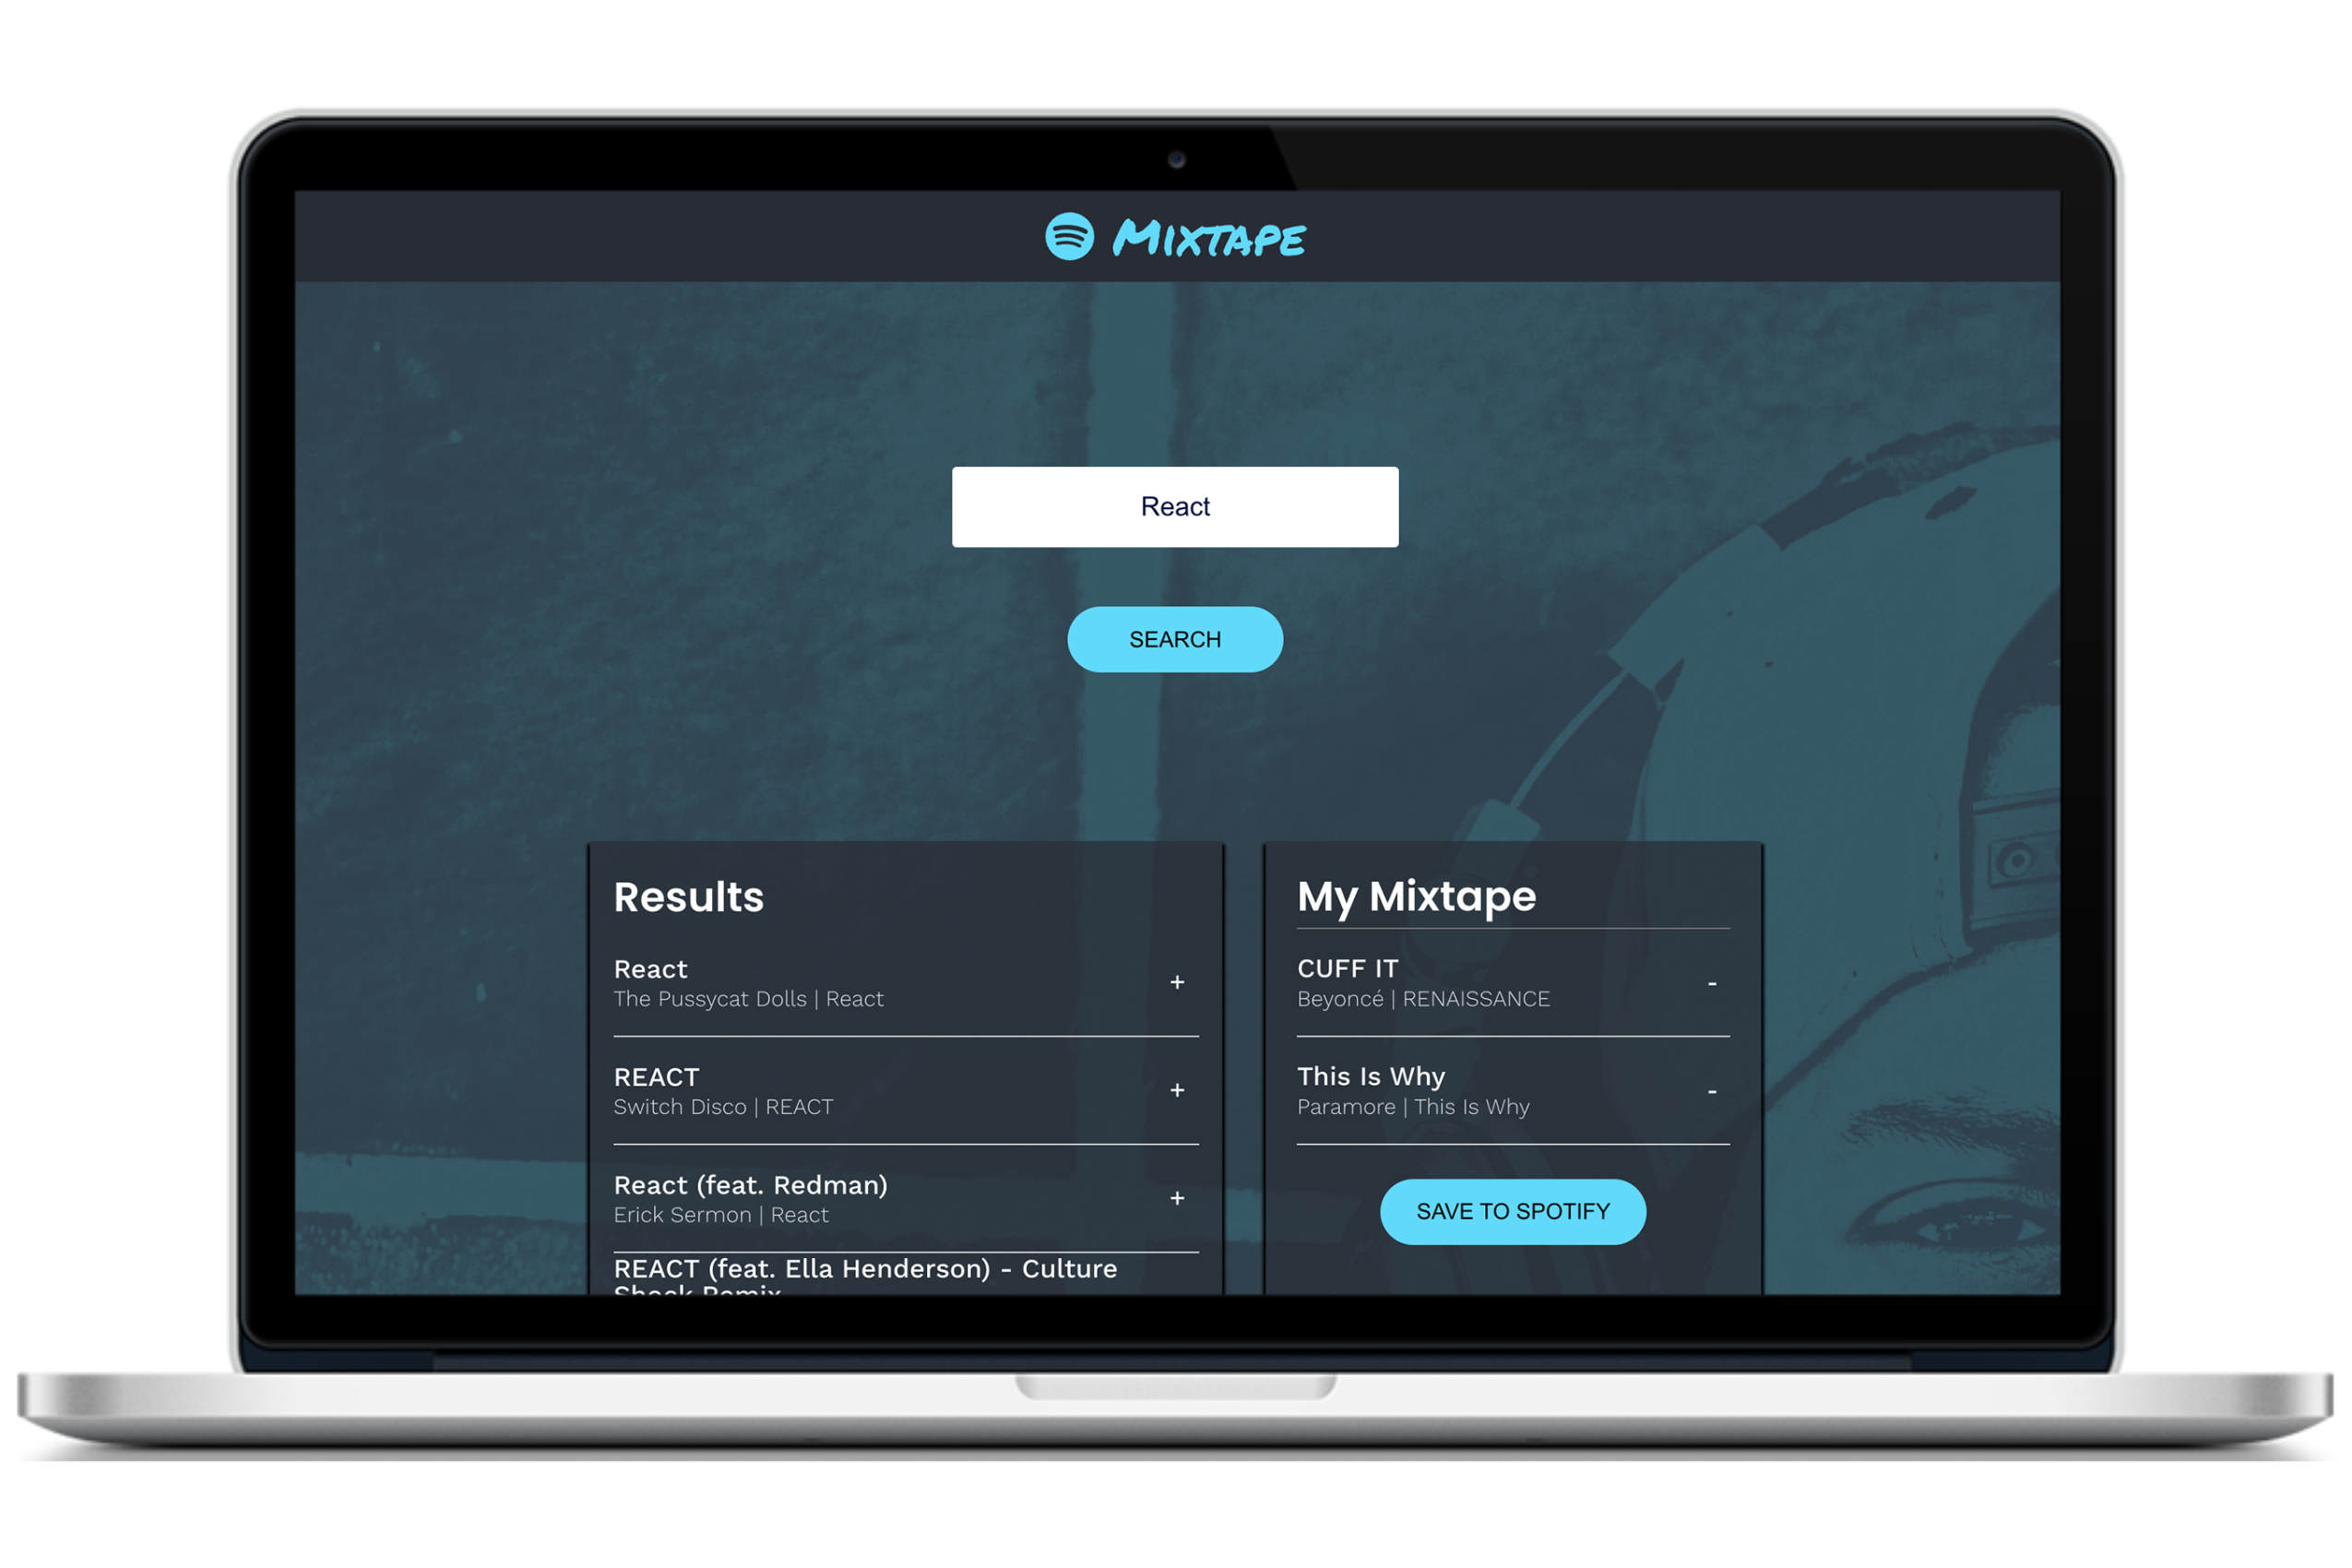 Mixtape
React
SEARCH
Results
React
The Pussycat Dolls | React
+
REACT
Switch Disco | REACT
+
React (feat. Redman)
Erick Sermon | React
+
REACT (feat. Ella Henderson) - Culture
Shock Remix
My Mixtape
CUFF IT
Beyoncé | RENAISSANCE
-
This Is Why
Paramore | This Is Why
-
SAVE TO SPOTIFY